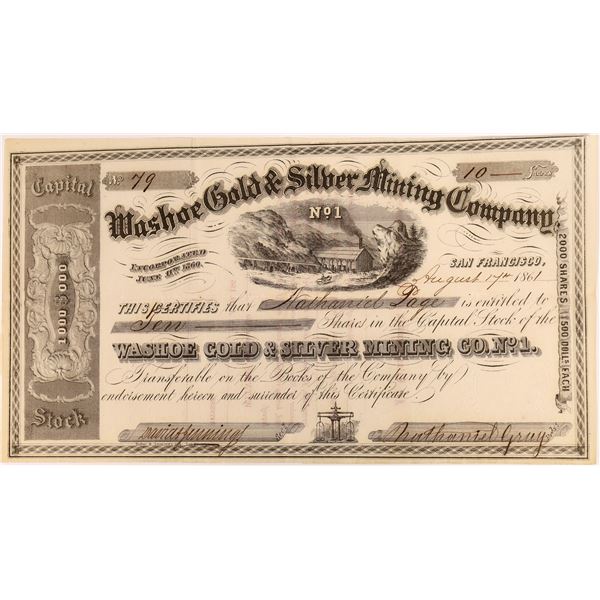 Capital
1000$000
Stock
No 79
10 — Shares
Washoe Gold & Silver Mining Company,
No 1
INCORPORATED
JUNE 11th 1860.
SAN FRANCISCO,
August 17th 1861
THIS CERTIFIES that Nathaniel Page is entitled to
Ten Shares in the Capital Stock of the
WASHOE GOLD & SILVER MINING, CO. No 1.
Transferable on the Books of the Company by
endorsement hereon and surrender of this Certificate.
Nathaniel Gray
2000 SHARES 500 DOLLS EACH